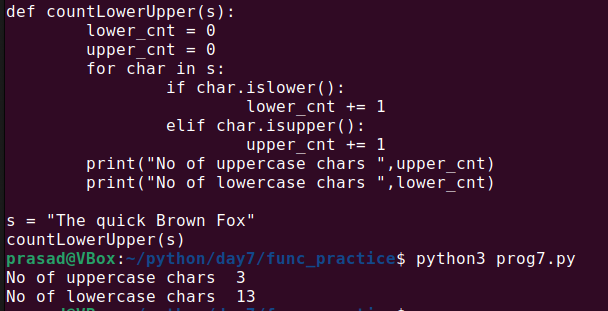 def countLowerUpper(s):
        lower_cnt = 0
        upper_cnt = 0
        for char in s:
                if char.islower():
                        lower_cnt += 1
                elif char.isupper():
                        upper_cnt += 1
        print("No of uppercase chars ",upper_cnt)
        print("No of lowercase chars ",lower_cnt)

s = "The quick Brown Fox"
countLowerUpper(s)
prasad@VBox:~/python/day7/func_practice$ python3 prog7.py
No of uppercase chars  3
No of lowercase chars  13